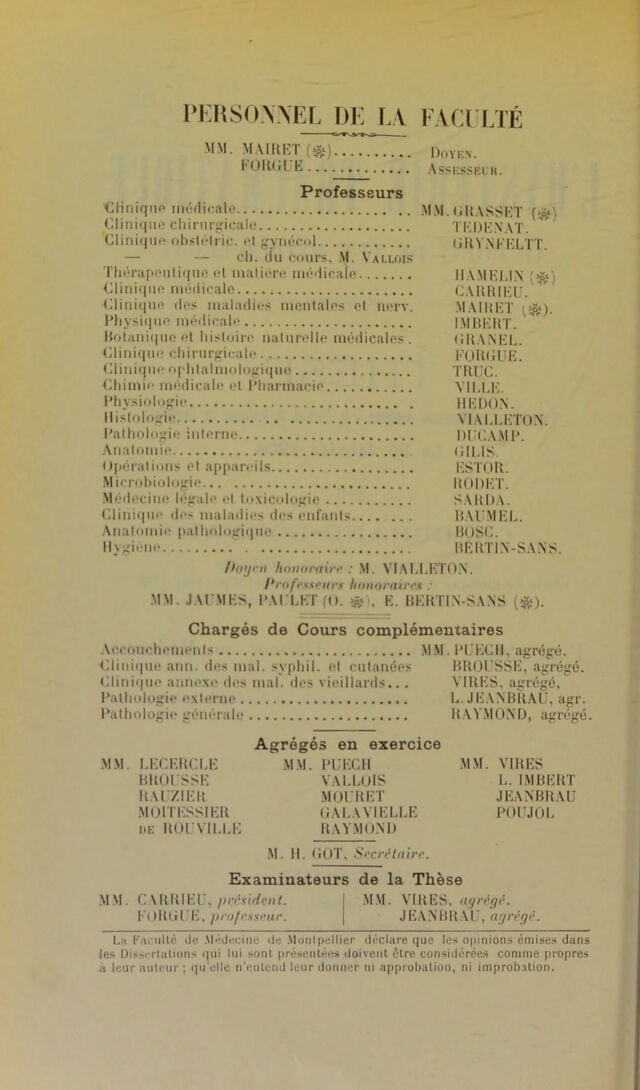 PERSONNEL DE LA FACULTÉ
MM. MAIRET (✻).......... DOYEN.
FORGUE............. ASSESSEUR.
Professeurs
Clinique médicale..................... MM. GRASSET (✻)
Clinique chirurgicale.................. TEDENAT.
Clinique obstétric. et gynécol............. GRYNFELTT.
— — ch. du cours, M. VALLOIS
Thérapeutique et matière médicale....... HAMELIN (✻)
Clinique médicale..................... CARRIEU.
Clinique des maladies mentales et nerv. MAIRET (✻).
Physique médicale.................... IMBERT.
Botanique et histoire naturelle médicales. GRANEL.
Clinique chirurgicale.................. FORGUE.
Clinique ophtalmologique.............. TRUC.
Chimie médicale et Pharmacie........... VILLE.
Physiologie.......................... HEDON.
Histologie........................... VIALLETON.
Pathologie interne.................... DUCAMP.
Anatomie........................... GILIS.
Opérations et appareils................ ESTOR.
Microbiologie........................ RODET.
Médecine légale et toxicologie.......... SARDA.
Clinique des maladies des enfants....... BAUMEL.
Anatomie pathologique................ BOSC.
Hygiène............................. BERTIN-SANS.
Doyen honoraire : M. VIALLETON.
Professeurs honoraires :
MM. JAUMES, PAULET (O. ✻), E. BERTIN-SANS (✻).
Chargés de Cours complémentaires
Accouchements....................... MM. PUECH, agrégé.
Clinique ann. des mal. syphil. et cutanées BROUSSE, agrégé.
Clinique annexe des mal. des vieillards... VIRES, agrégé,
Pathologie externe.................... L. JEANBRAU, agr.
Pathologie générale................... RAYMOND, agrégé.
Agrégés en exercice
MM. LECERCLE MM. PUECH MM. VIRES
BROUSSE VALLOIS L. IMBERT
RAUZIER MOURET JEANBRAU
MOITESSIER GALAVIELLE POUJOL
DE ROUVILLE RAYMOND
M. H. GOT, Secrétaire.
Examinateurs de la Thèse
MM. CARRIEU, président. MM. VIRES, agrégé.
FORGUE, professeur. JEANBRAU, agrégé.
La Faculté de Médecine de Montpellier déclare que les opinions émises dans
les Dissertations qui lui sont présentées doivent être considérées comme propres
à leur auteur ; qu'elle n'entend leur donner ni approbation, ni improbation.